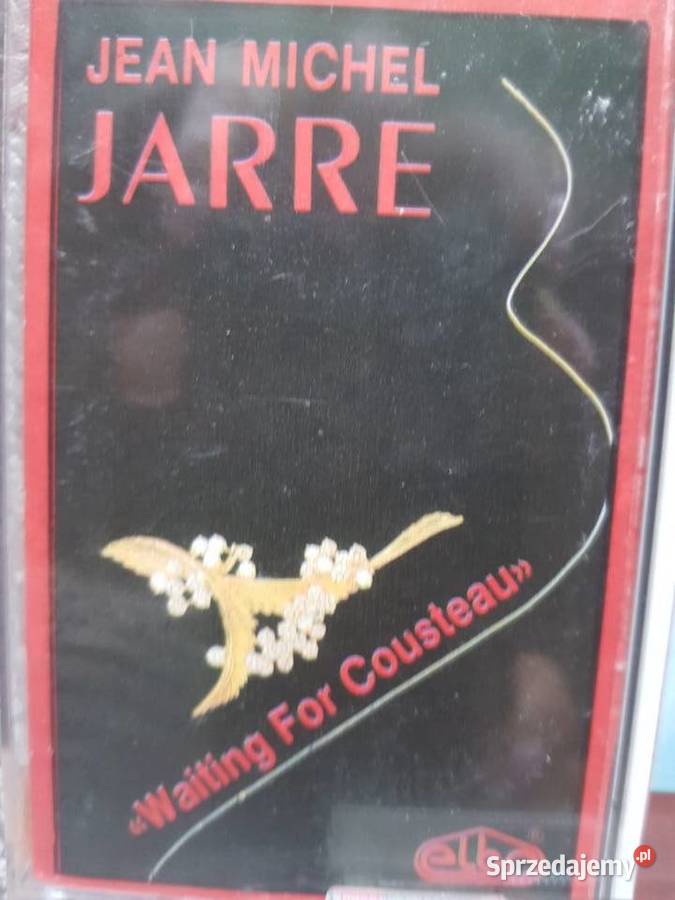 JEAN MICHEL
JARRE
«Waiting For Cousteau»
elbo
Sprzedajemy.pl